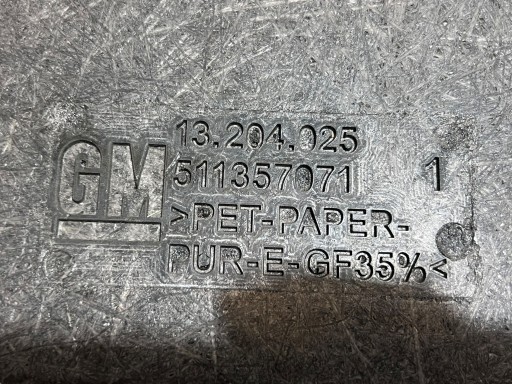 GM
13.204.025
511357071 1
>PET-PAPER-
PUR-E-GF35%<